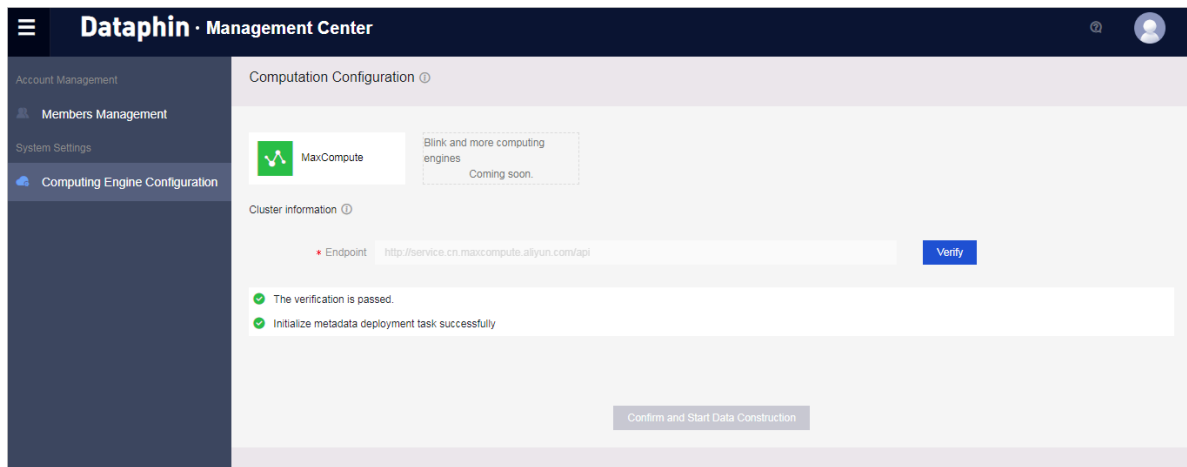 Dataphin · Management Center
Account Management
Members Management
System Settings
Computing Engine Configuration
Computation Configuration
MaxCompute
Blink and more computing
engines
Coming soon.
Cluster information
* Endpoint http://service.cn.maxcompute.aliyun.com/api Verify
The verification is passed.
Initialize metadata deployment task successfully
Confirm and Start Data Construction